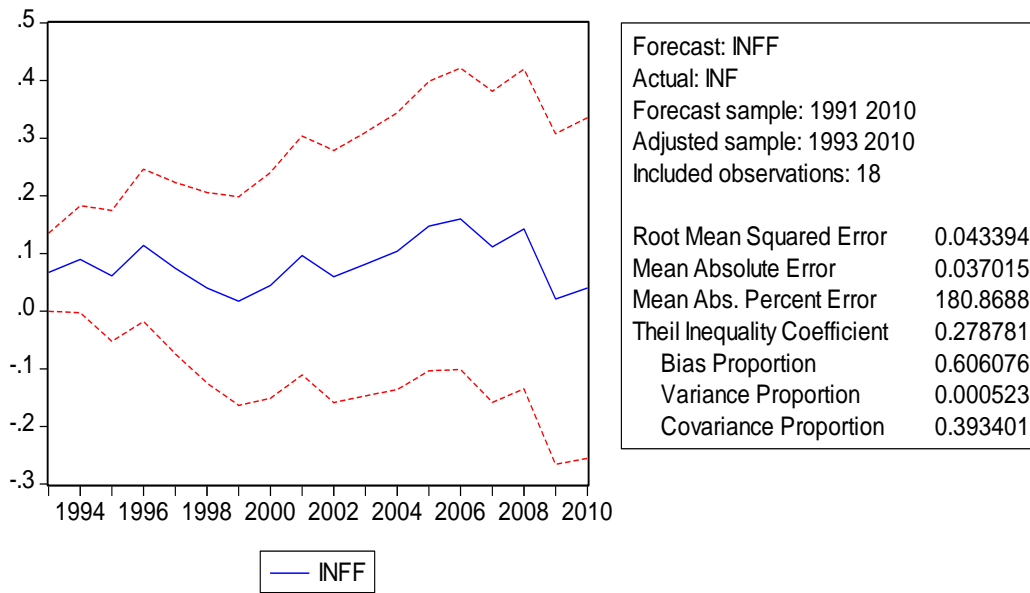 .5
.4
.3
.2
.1
.0
-.1
-.2
-.3
1994 1996 1998 2000 2002 2004 2006 2008 2010
INFF
Forecast: INFF
Actual: INF
Forecast sample: 1991 2010
Adjusted sample: 1993 2010
Included observations: 18
Root Mean Squared Error 0.043394
Mean Absolute Error 0.037015
Mean Abs. Percent Error 180.8688
Theil Inequality Coefficient 0.278781
Bias Proportion 0.606076
Variance Proportion 0.000523
Covariance Proportion 0.393401